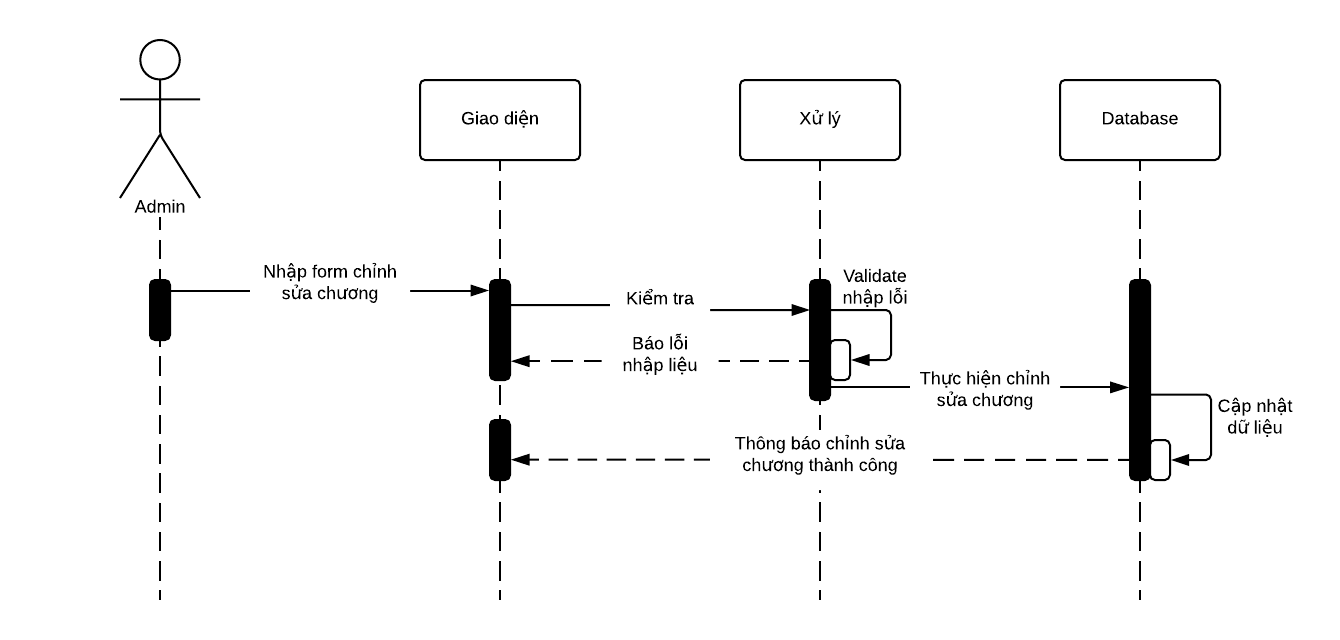 Giao diện
Xử lý
Database
Admin
Nhập form chỉnh
sửa chương
Kiểm tra
Validate
nhập lỗi
Báo lỗi
nhập liệu
Thực hiện chỉnh
sửa chương
Cập nhật
dữ liệu
Thông báo chỉnh sửa
chương thành công